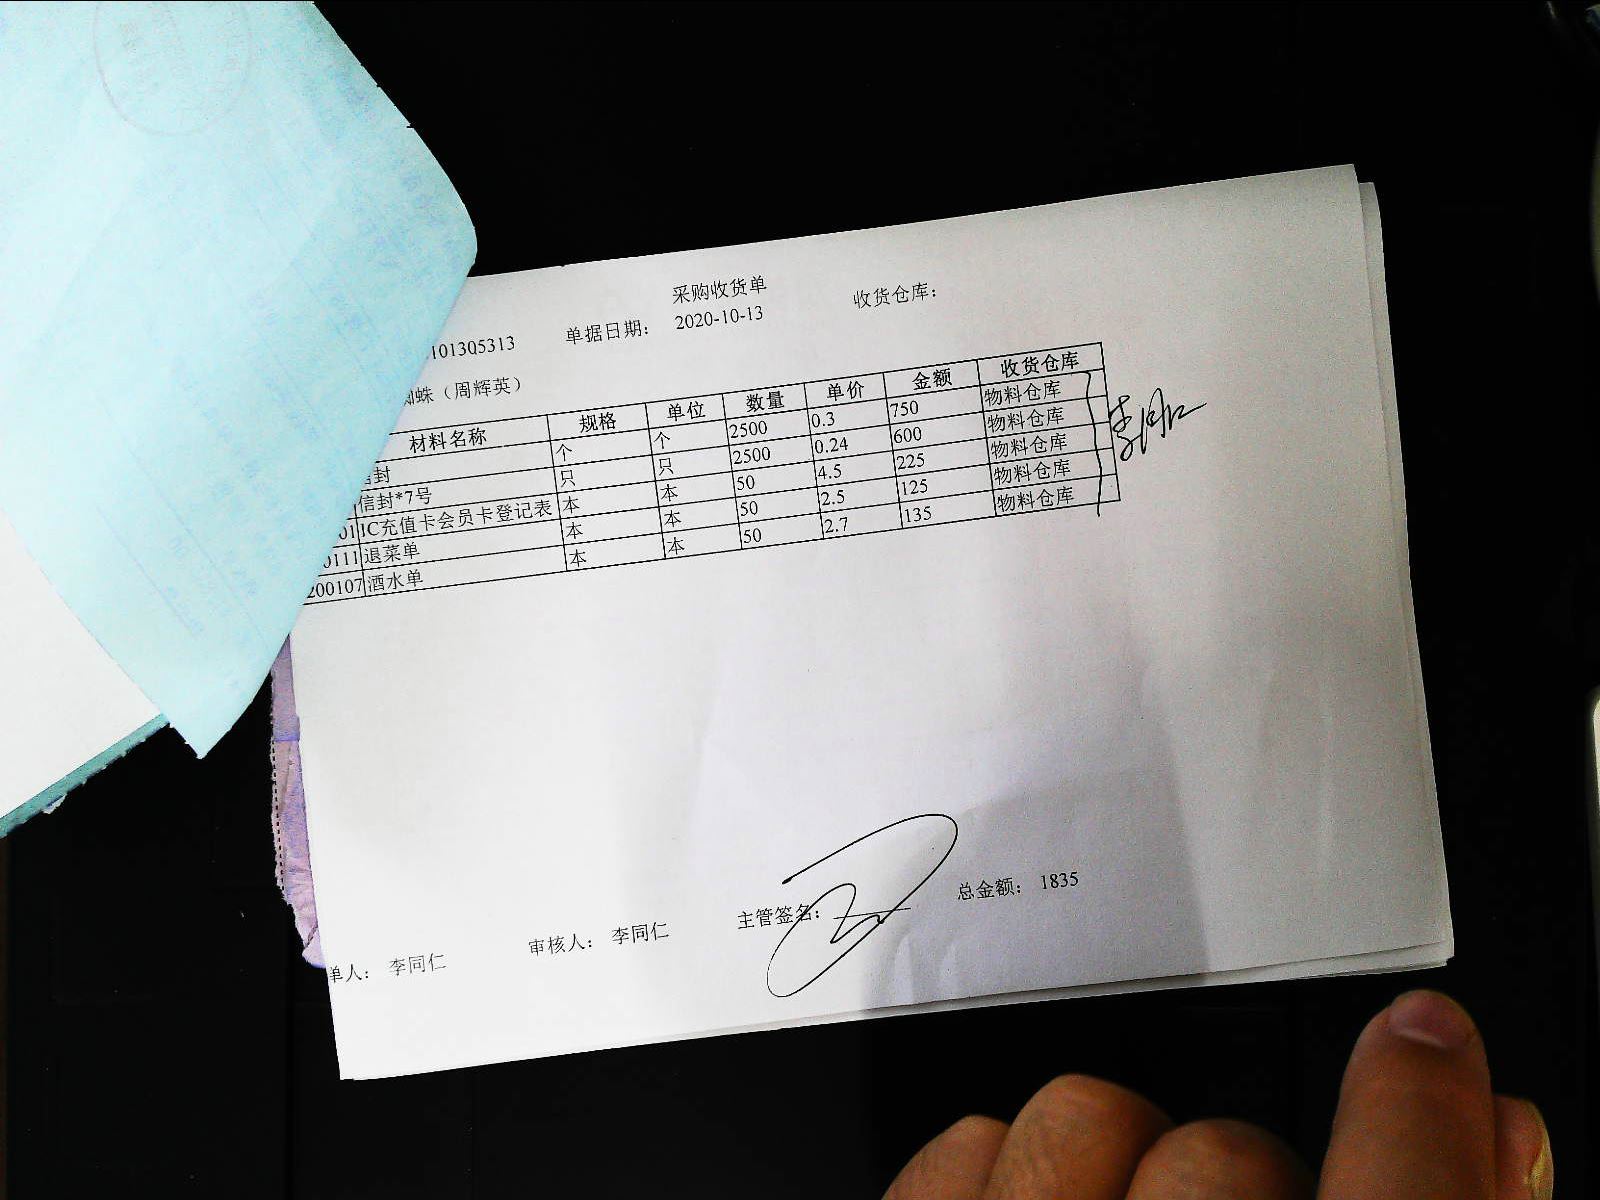 采购收货单
101305313 单据日期： 2020-10-13 收货仓库：
蜘蛛（周辉英）
材料名称 规格 单位 数量 单价 金额 收货仓库
信封 个 个 2500 0.3 750 物料仓库
信封*7号 只 只 2500 0.24 600 物料仓库
01 IC充值卡会员卡登记表 本 本 50 4.5 225 物料仓库
0111 退菜单 本 本 50 2.5 125 物料仓库
200107 酒水单 本 本 50 2.7 135 物料仓库
李同仁
单人： 李同仁 审核人： 李同仁 主管签名： 总金额： 1835